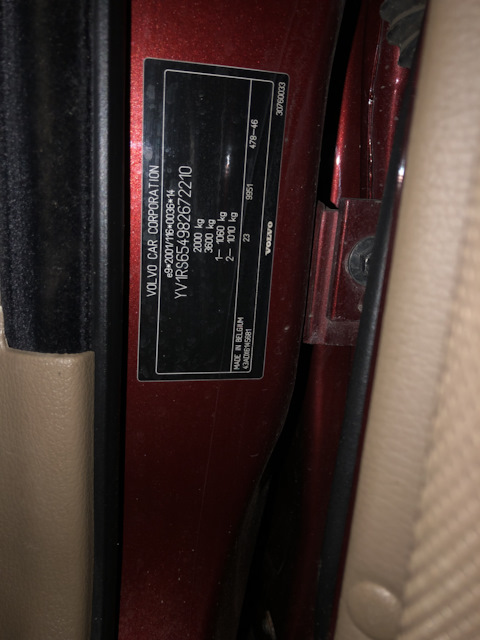 VOLVO CAR CORPORATION
e9*2001/116*0036*14
YV1RS654982672210
2000 kg
3600 kg
1- 1060 kg
2- 1010 kg
MADE IN BELGIUM 23 9951 478-46
VOLVO 30760033